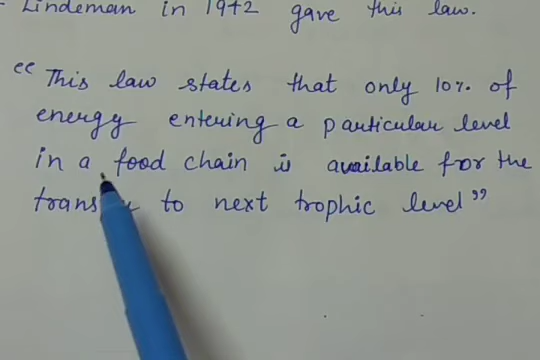 Lindeman in 1942 gave this law.
"This law states that only 10% of
energy entering a particular level
in a food chain is available for the
to next trophic level"